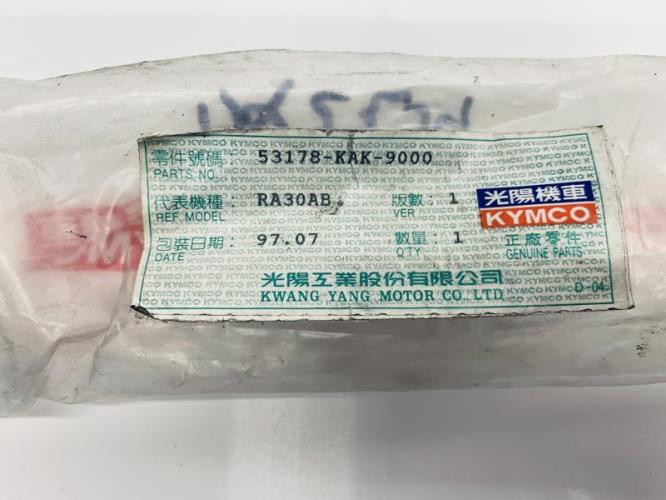 零件號碼： 53178-KAK-9000
PARTS NO.
代表機種： RA30AB 版數： 1 光陽機車
REF.MODEL VER KYMCO
包裝日期： 97.07 數量： 1 正廠零件
DATE QTY GENUINE PARTS
光陽工業股份有限公司
KWANG YANG MOTOR CO., LTD. D-04